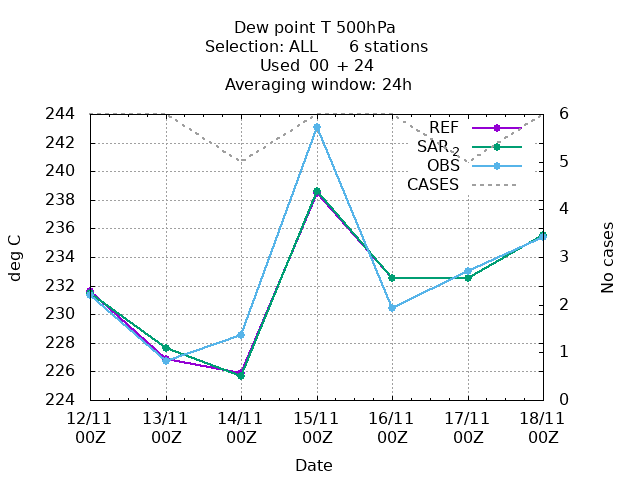 Dew point T 500hPa
Selection: ALL      6 stations
Used  00 + 24
Averaging window: 24h
deg C
244
242
240
238
236
234
232
230
228
226
224
REF
SAR_2
OBS
CASES
6
5
4
3
2
1
0
No cases
12/11 13/11 14/11 15/11 16/11 17/11 18/11
00Z 00Z 00Z 00Z 00Z 00Z 00Z
Date